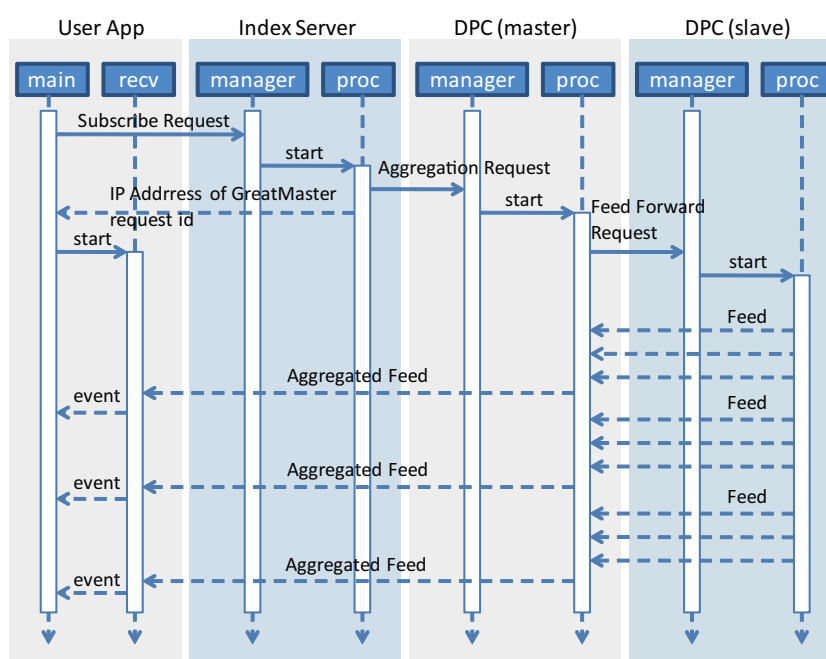 User App
Index Server
DPC (master)
DPC (slave)
main
recv
manager
proc
manager
proc
manager
proc
Subscribe Request
start
Aggregation Request
IP Addrress of GreatMaster
request id
start
Feed Forward
Request
start
start
Feed
Aggregated Feed
event
Feed
Aggregated Feed
event
Feed
Aggregated Feed
event